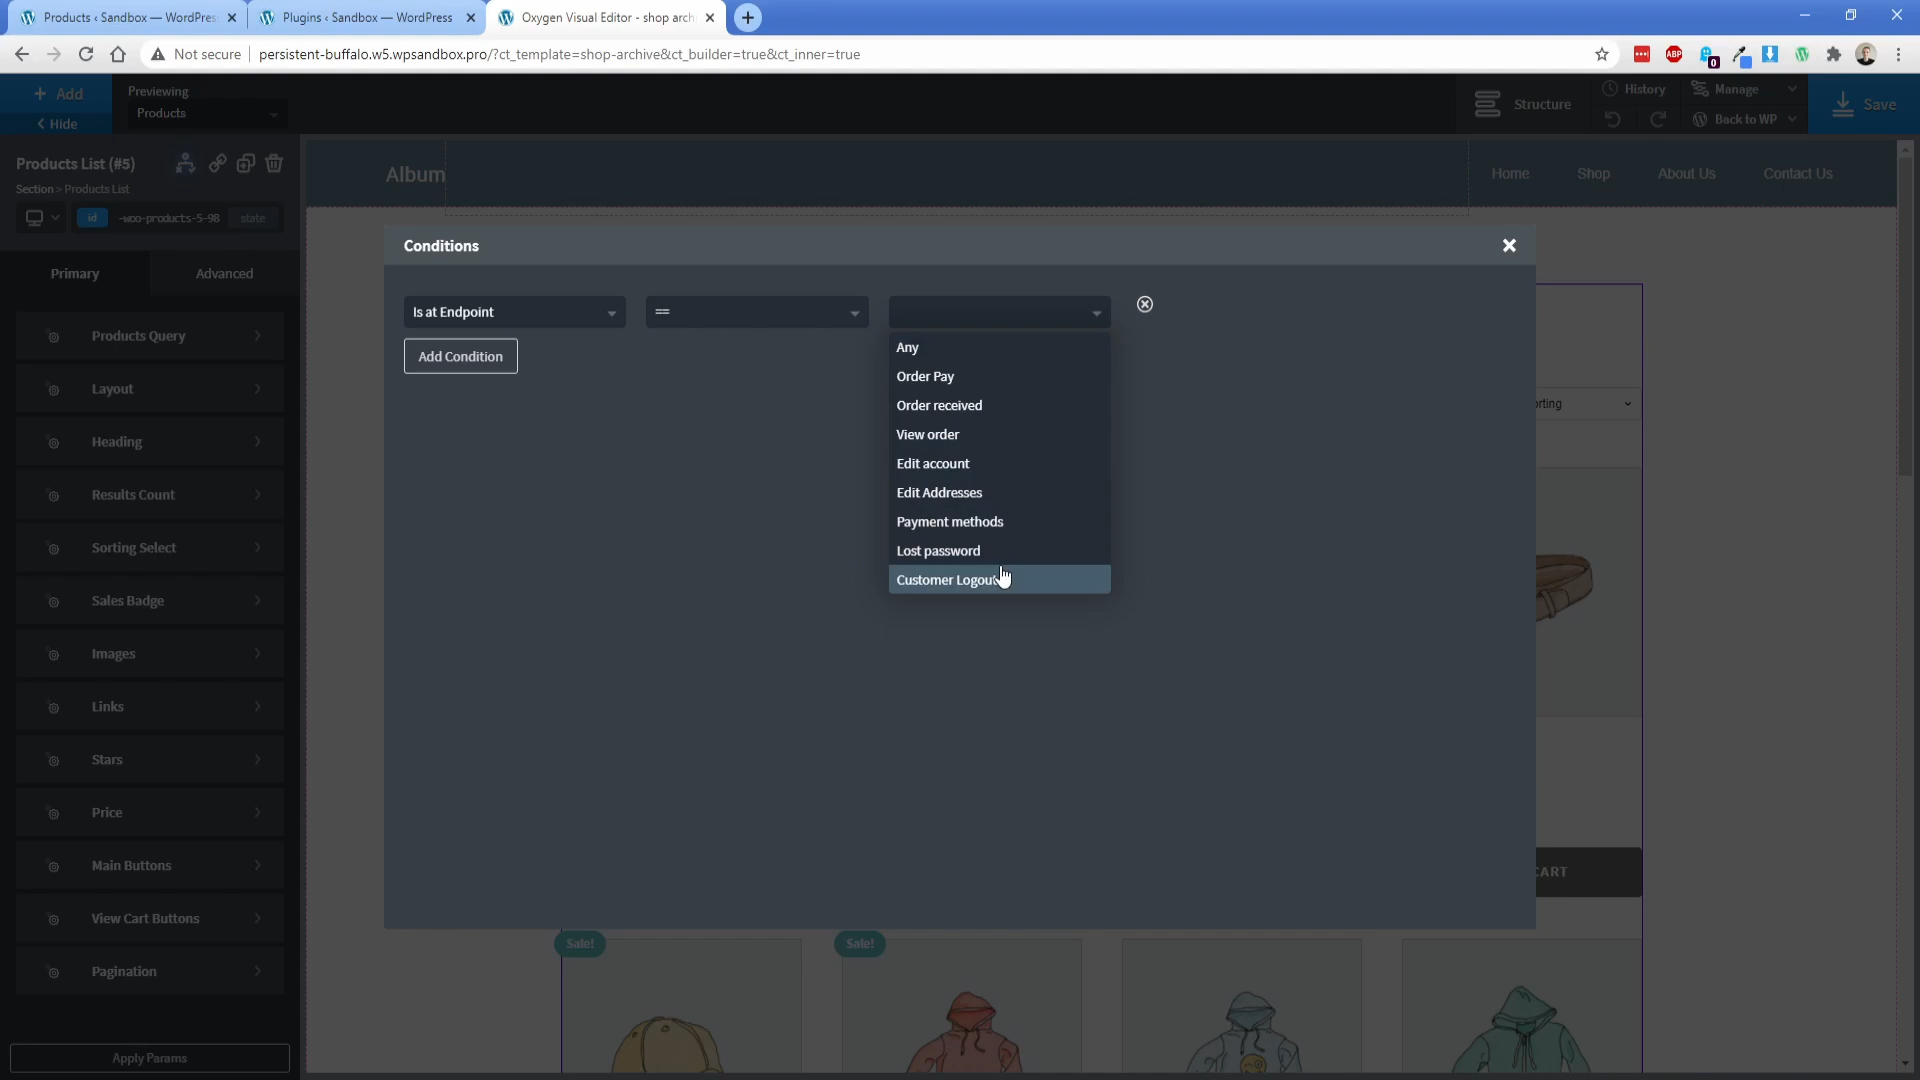 Products ‹ Sandbox — WordPres
Plugins ‹ Sandbox — WordPress
Oxygen Visual Editor - shop arch
Not secure
persistent-buffalo.w5.wpsandbox.pro/?ct_template=shop-archive&ct_builder=true&ct_inner=true
ABP
0
+ Add
Hide
Previewing
Products
Structure
History
Manage
Back to WP
Save
Products List (#5)
Section > Products List
id
-woo-products-5-98
state
Primary
Advanced
Products Query
Layout
Heading
Results Count
Sorting Select
Sales Badge
Images
Links
Stars
Price
Main Buttons
View Cart Buttons
Pagination
Apply Params
Album
Home
Shop
About Us
Contact Us
Conditions
Is at Endpoint
==
Add Condition
Any
Order Pay
Order received
View order
Edit account
Edit Addresses
Payment methods
Lost password
Customer Logout
orting
CART
Sale!
Sale!